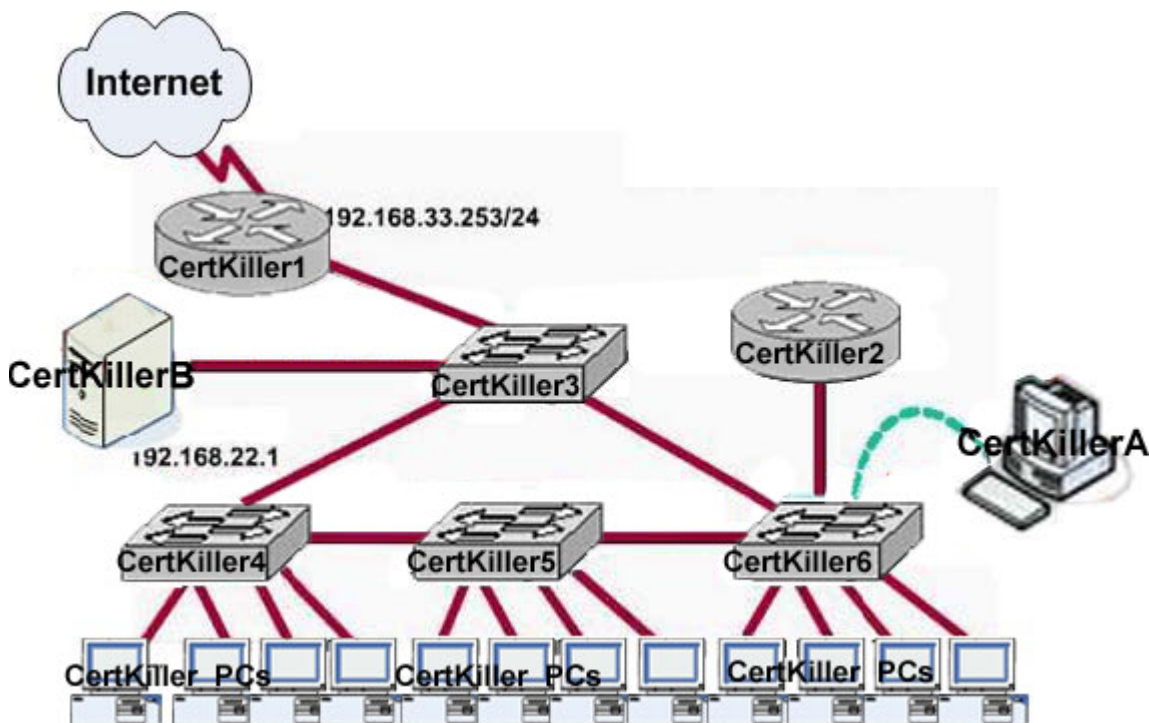 Internet
192.168.33.253/24
CertKiller1
CertKiller2
CertKillerB
CertKiller3
CertKillerA
192.168.22.1
CertKiller4
CertKiller5
CertKiller6
CertKiller PCs
CertKiller PCs
CertKiller PCs